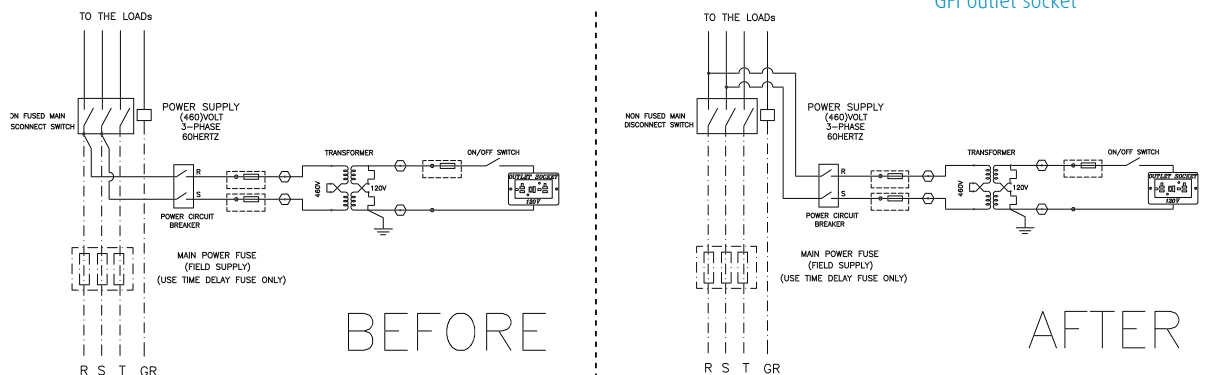 GFI outlet socket
TO THE LOADs
NON FUSED MAIN
DISCONNECT SWITCH
POWER SUPPLY
(460)VOLT
3-PHASE
60HERTZ
TRANSFORMER
ON/OFF SWITCH
R
S
460V
120V
OUTLET SOCKET
120V
POWER CIRCUIT
BREAKER
MAIN POWER FUSE
(FIELD SUPPLY)
(USE TIME DELAY FUSE ONLY)
BEFORE
R S T GR
TO THE LOADs
NON FUSED MAIN
DISCONNECT SWITCH
POWER SUPPLY
(460)VOLT
3-PHASE
60HERTZ
TRANSFORMER
ON/OFF SWITCH
R
S
460V
120V
OUTLET SOCKET
120V
POWER CIRCUIT
BREAKER
MAIN POWER FUSE
(FIELD SUPPLY)
(USE TIME DELAY FUSE ONLY)
AFTER
R S T GR